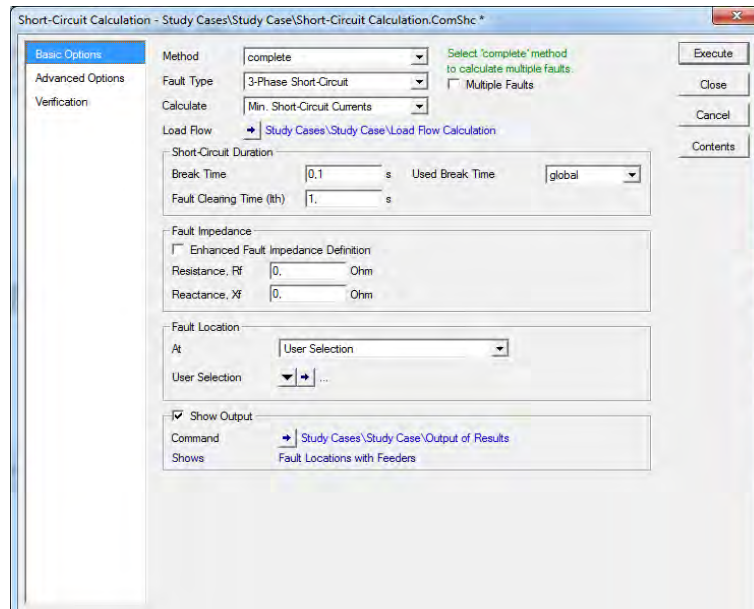 Short-Circuit Calculation - Study Cases\Study Case\Short-Circuit Calculation.ComShc *
Basic Options
Advanced Options
Verification
Method complete
Select 'complete' method
to calculate multiple faults
Fault Type 3-Phase Short-Circuit
Multiple Faults
Calculate Min. Short-Circuit Currents
Load Flow Study Cases\Study Case\Load Flow Calculation
Short-Circuit Duration
Break Time 0.1 s Used Break Time global
Fault Clearing Time (Ith) 1. s
Fault Impedance
Enhanced Fault Impedance Definition
Resistance, Rf 0. Ohm
Reactance, Xf 0. Ohm
Fault Location
At User Selection
User Selection ...
Show Output
Command Study Cases\Study Case\Output of Results
Shows Fault Locations with Feeders
Execute
Close
Cancel
Contents